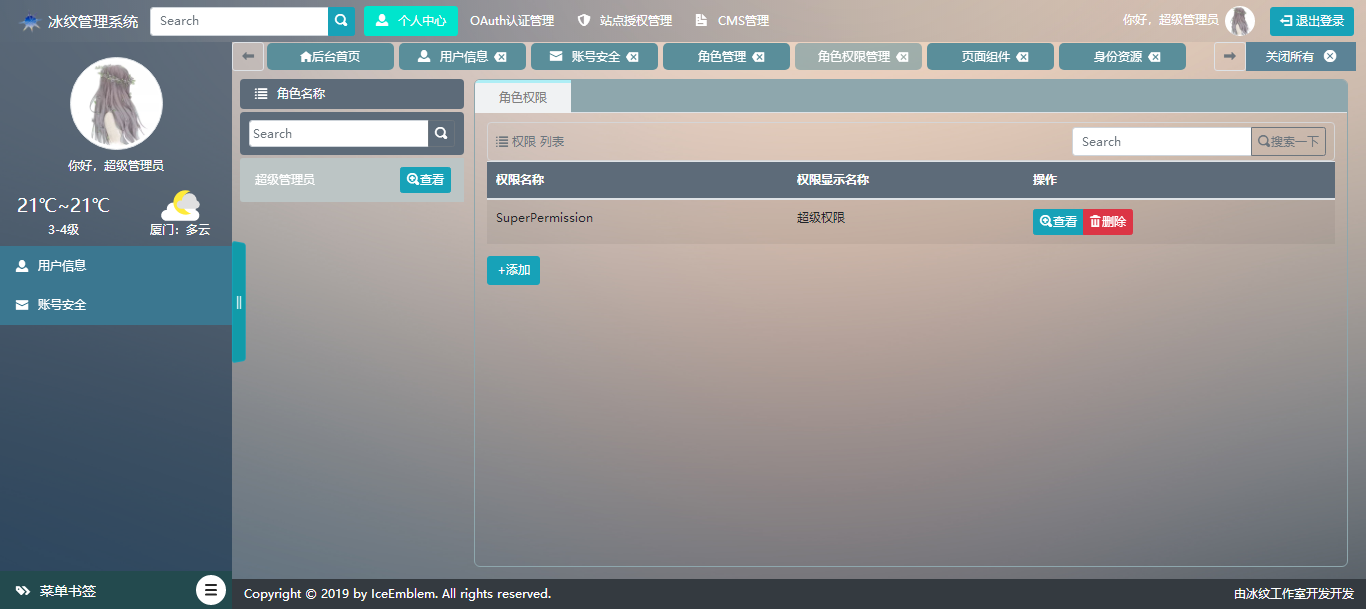 冰纹管理系统 Search 个人中心 OAuth认证管理 站点授权管理 CMS管理 你好，超级管理员 退出登录
后台首页 用户信息 账号安全 角色管理 角色权限管理 页面组件 身份资源 关闭所有
你好，超级管理员
21℃~21℃
3-4级 厦门：多云
用户信息
账号安全
菜单书签
角色名称
Search
超级管理员 查看
角色权限
权限 列表 Search 搜索一下
权限名称 权限显示名称 操作
SuperPermission 超级权限 查看 删除
+添加
Copyright © 2019 by IceEmblem. All rights reserved. 由冰纹工作室开发开发